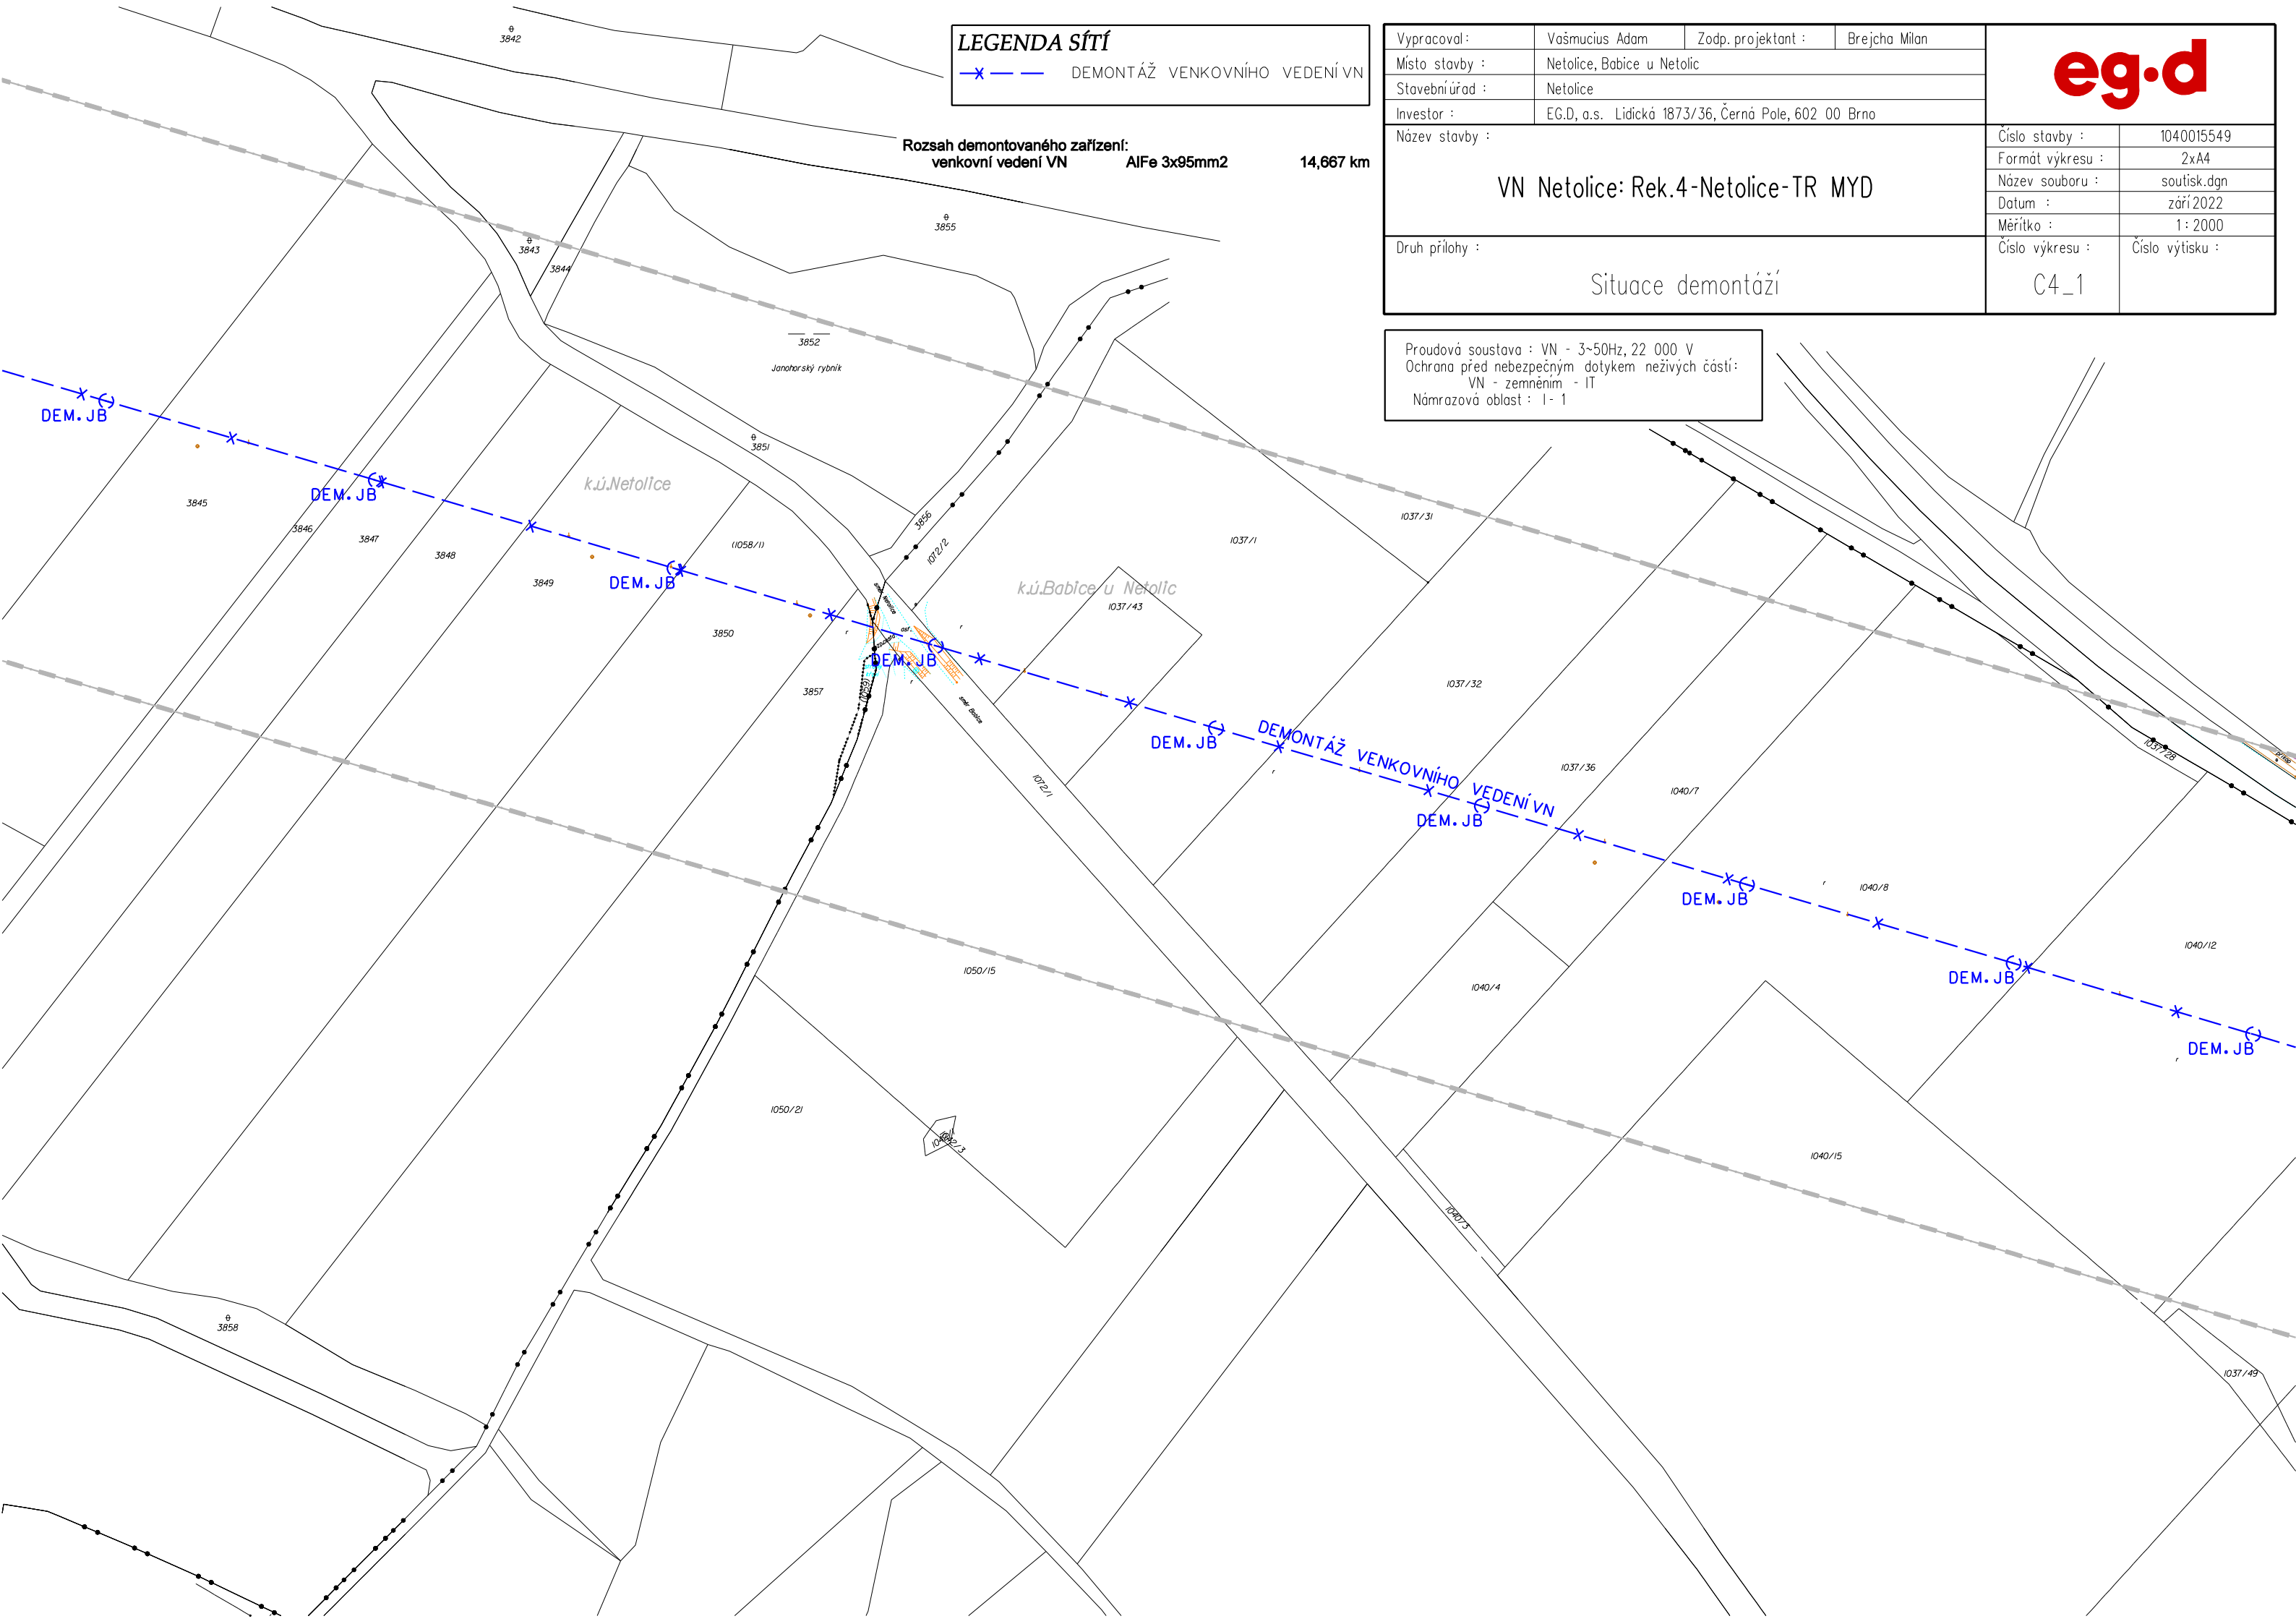 LEGENDA SÍTÍ
DEMONTÁŽ VENKOVNÍHO VEDENÍ VN
Rozsah demontovaného zařízení:
venkovní vedení VN AlFe 3x95mm2 14,667 km
Vypracoval: Vašmucius Adam Zodp. projektant : Brejcha Milan
Místo stavby : Netolice, Babice u Netolic
Stavební úřad : Netolice
Investor : EG.D, a.s. Lidická 1873/36, Černá Pole, 602 00 Brno
eg.d
Název stavby :
VN Netolice: Rek.4-Netolice-TR MYD
Číslo stavby : 1040015549
Formát výkresu : 2xA4
Název souboru : soutisk.dgn
Datum : září 2022
Měřítko : 1 : 2000
Druh přílohy :
Situace demontáží
Číslo výkresu :
C4_1
Číslo výtisku :
Proudová soustava : VN - 3~50Hz, 22 000 V
Ochrana před nebezpečným dotykem neživých částí:
VN - zemněním - IT
Námrazová oblast : I - 1
3842
3843
3844
3855
3852
Janohorský rybník
3851
k.ú.Netolice
DEM. JB
DEM. JB
DEM. JB
DEM. JB
DEM. JB
DEM. JB
DEM. JB
DEM. JB
DEM. JB
3845
3846
3847
3848
3849
(1058/1)
3850
3857
(1059)
3856
1072/2
k.ú.Babice u Netolic
1037/1
1037/43
1037/31
1037/32
1037/36
1040/7
1040/8
1040/12
1037/28
DEMONTÁŽ VENKOVNÍHO VEDENÍ VN
směr Netolice
směr Babice
1072/1
1050/15
1050/21
1040/4
1040/3
1040/15
1037/49
3858